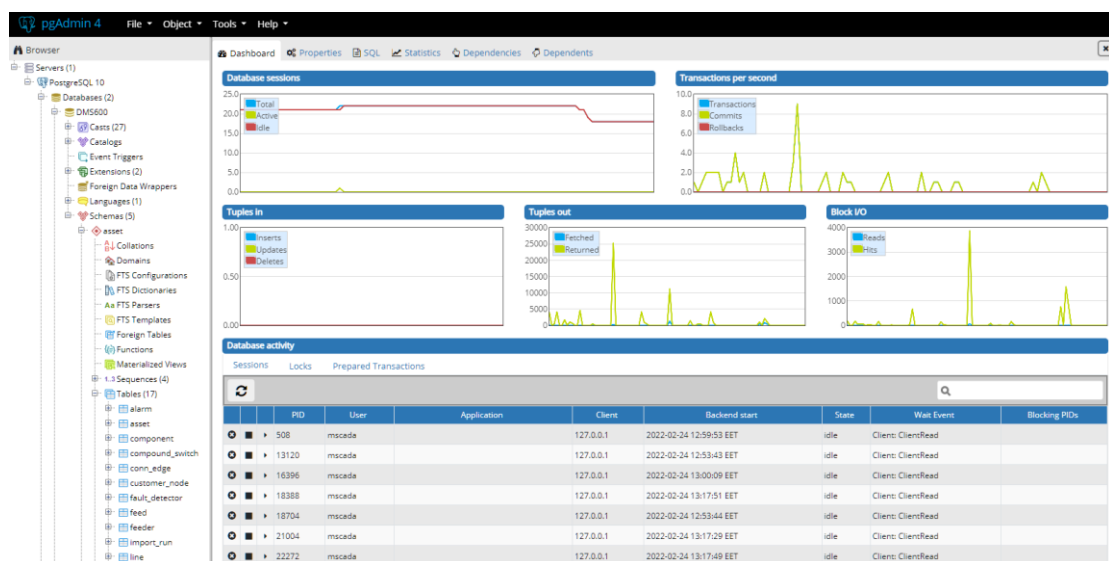 pgAdmin 4 File Object Tools Help
Browser
Servers (1)
PostgreSQL 10
Databases (2)
DMS600
Casts (27)
Catalogs
Event Triggers
Extensions (2)
Foreign Data Wrappers
Languages (1)
Schemas (5)
asset
Collations
Domains
FTS Configurations
FTS Dictionaries
FTS Parsers
FTS Templates
Foreign Tables
Functions
Materialized Views
Sequences (4)
Tables (17)
alarm
asset
component
compound_switch
conn_edge
customer_node
fault_detector
feed
feeder
import_run
line
Dashboard Properties SQL Statistics Dependencies Dependents
Database sessions
25.0
20.0
15.0
10.0
5.0
0.0
Total
Active
Idle
Transactions per second
10.0
8.0
6.0
4.0
2.0
0.0
Transactions
Commits
Rollbacks
Tuples in
1.00
0.50
0.00
Inserts
Updates
Deletes
Tuples out
30000
25000
20000
15000
10000
5000
0
Fetched
Returned
Block I/O
4000
3000
2000
1000
0
Reads
Hits
Database activity
Sessions Locks Prepared Transactions
PID User Application Client Backend start State Wait Event Blocking PIDs
508 mscada 127.0.0.1 2022-02-24 12:59:53 EET idle Client: ClientRead
13120 mscada 127.0.0.1 2022-02-24 12:53:43 EET idle Client: ClientRead
16396 mscada 127.0.0.1 2022-02-24 13:00:09 EET idle Client: ClientRead
18388 mscada 127.0.0.1 2022-02-24 13:17:51 EET idle Client: ClientRead
18704 mscada 127.0.0.1 2022-02-24 12:53:44 EET idle Client: ClientRead
21004 mscada 127.0.0.1 2022-02-24 13:17:29 EET idle Client: ClientRead
22272 mscada 127.0.0.1 2022-02-24 13:17:49 EET idle Client: ClientRead